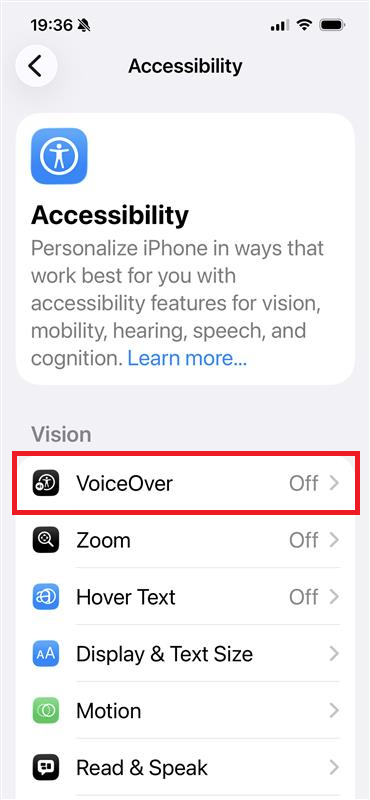 19:36
Accessibility
Accessibility
Personalize iPhone in ways that
work best for you with
accessibility features for vision,
mobility, hearing, speech, and
cognition. Learn more...
Vision
VoiceOver Off
Zoom Off
Hover Text Off
AA Display & Text Size
Motion
Read & Speak